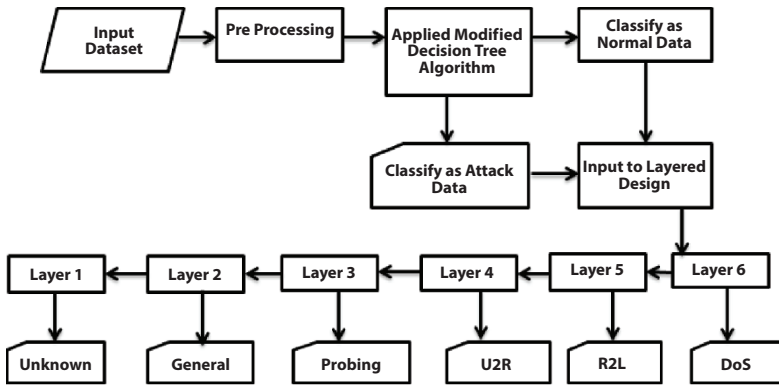 Input
Dataset
Pre Processing
Applied Modified
Decision Tree
Algorithm
Classify as
Normal Data
Classify as Attack
Data
Input to Layered
Design
Layer 1
Layer 2
Layer 3
Layer 4
Layer 5
Layer 6
Unknown
General
Probing
U2R
R2L
DoS